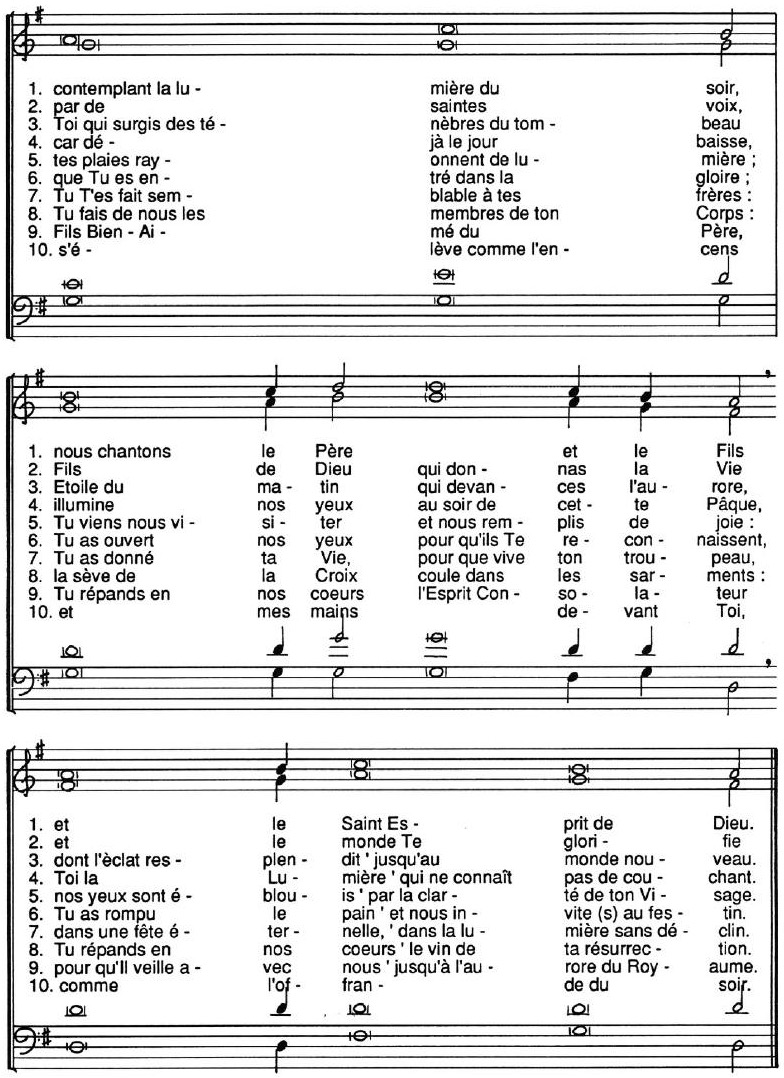 1. contemplant la lu - mière du soir,
2. par de saintes voix,
3. Toi qui surgis des té - nèbres du tom - beau
4. car dé - jà le jour baisse,
5. tes plaies ray - onnent de lu - mière ;
6. que Tu es en - tré dans la gloire ;
7. Tu T'es fait sem - blable à tes frères :
8. Tu fais de nous les membres de ton Corps :
9. Fils Bien - Ai - mé du Père,
10. s'é - lève comme l'en - cens
1. nous chantons le Père et le Fils
2. Fils de Dieu qui don - nas la Vie
3. Etoile du ma - tin qui devan - ces l'au - rore,
4. illumine nos yeux au soir de cet - te Pâque,
5. Tu viens nous vi - si - ter et nous rem - plis de joie :
6. Tu as ouvert nos yeux pour qu'ils Te re - con - naissent,
7. Tu as donné ta Vie, pour que vive ton trou - peau,
8. la sève de la Croix coule dans les sar - ments :
9. Tu répands en nos coeurs l'Esprit Con - so - la - teur
10. et mes mains de - vant Toi,
1. et le Saint Es - prit de Dieu.
2. et le monde Te glori - fie
3. dont l'èclat res - plen - dit ' jusqu'au monde nou - veau.
4. Toi la Lu - mière ' qui ne connaît pas de cou - chant.
5. nos yeux sont é - blou - is ' par la clar - té de ton Vi - sage.
6. Tu as rompu le pain ' et nous in - vite (s) au fes - tin.
7. dans une fête é - ter - nelle, ' dans la lu - mière sans dé - clin.
8. Tu répands en nos coeurs ' le vin de ta résurrec - tion.
9. pour qu'Il veille a - vec nous ' jusqu'à l'au - rore du Roy - aume.
10. comme l'of - fran - de du soir.